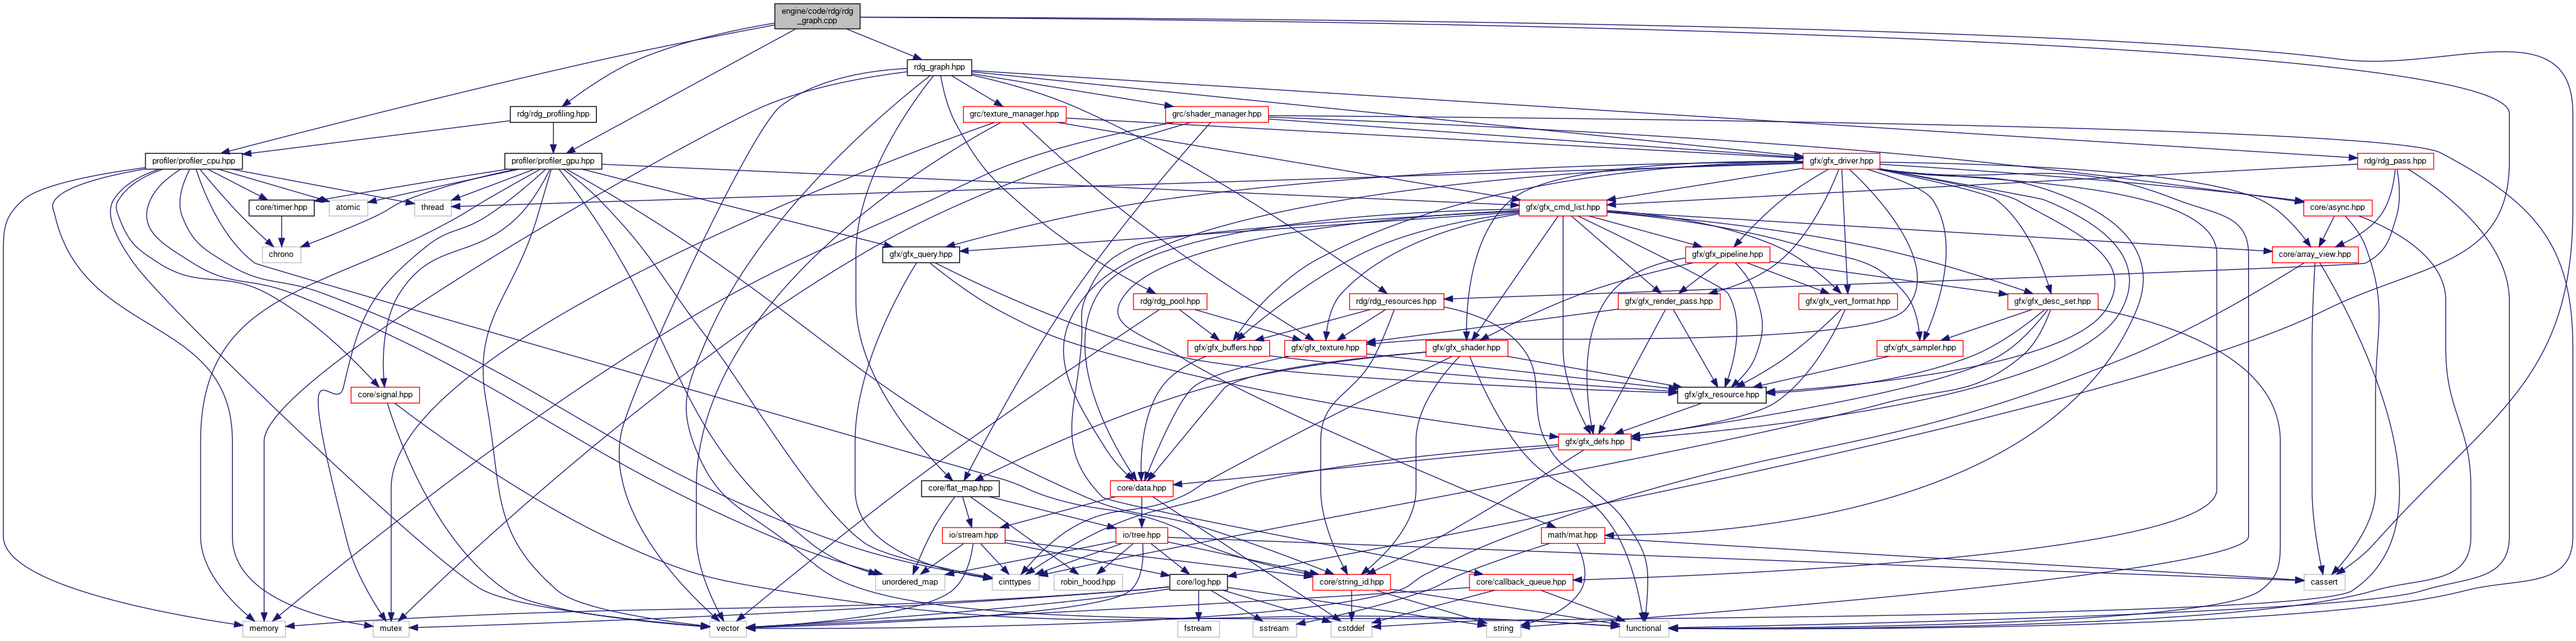 engine/code/rdg/rdg
_graph.cpp
rdg_graph.hpp
rdg/rdg_profiling.hpp
grc/texture_manager.hpp
grc/shader_manager.hpp
profiler/profiler_cpu.hpp
profiler/profiler_gpu.hpp
gfx/gfx_driver.hpp
rdg/rdg_pass.hpp
core/timer.hpp
atomic
thread
gfx/gfx_cmd_list.hpp
core/async.hpp
chrono
gfx/gfx_query.hpp
gfx/gfx_pipeline.hpp
core/array_view.hpp
rdg/rdg_pool.hpp
rdg/rdg_resources.hpp
gfx/gfx_render_pass.hpp
gfx/gfx_vert_format.hpp
gfx/gfx_desc_set.hpp
gfx/gfx_buffers.hpp
gfx/gfx_texture.hpp
gfx/gfx_shader.hpp
gfx/gfx_sampler.hpp
core/signal.hpp
gfx/gfx_resource.hpp
gfx/gfx_defs.hpp
core/flat_map.hpp
core/data.hpp
io/stream.hpp
io/tree.hpp
math/mat.hpp
unordered_map
cinttypes
robin_hood.hpp
core/log.hpp
core/string_id.hpp
core/callback_queue.hpp
cassert
memory
mutex
vector
fstream
sstream
cstddef
string
functional